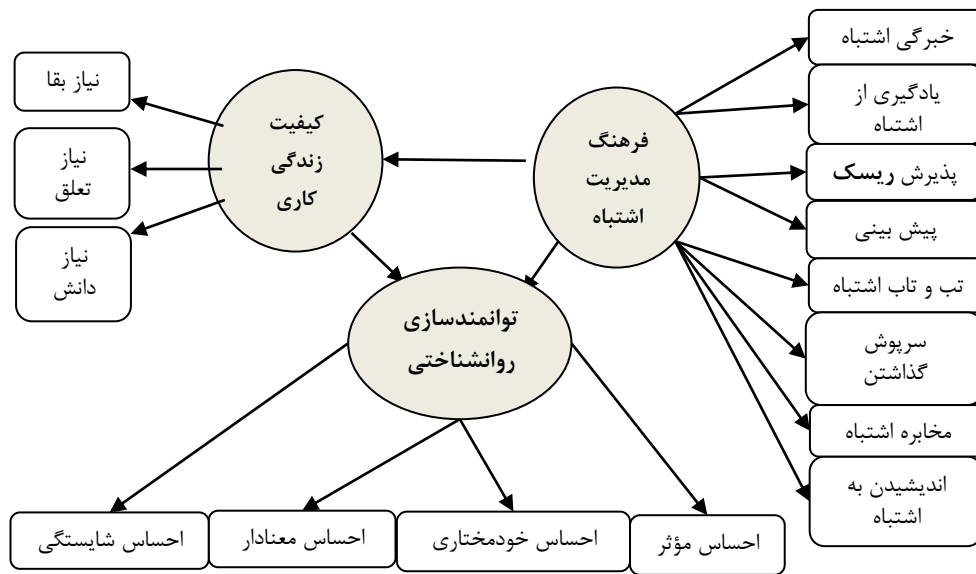 خبرگی اشتباه
یادگیری از
اشتباه
پذیرش ریسک
پیش بینی
تب و تاب اشتباه
سرپوش
گذاشتن
مخابره اشتباه
اندیشیدن به
اشتباه
فرهنگ
مدیریت
اشتباه
کیفیت
زندگی
کاری
نیاز بقا
نیاز
تعلق
نیاز
دانش
توانمندسازی
روانشناختی
احساس مؤثر
احساس خودمختاری
احساس معنادار
احساس شایستگی